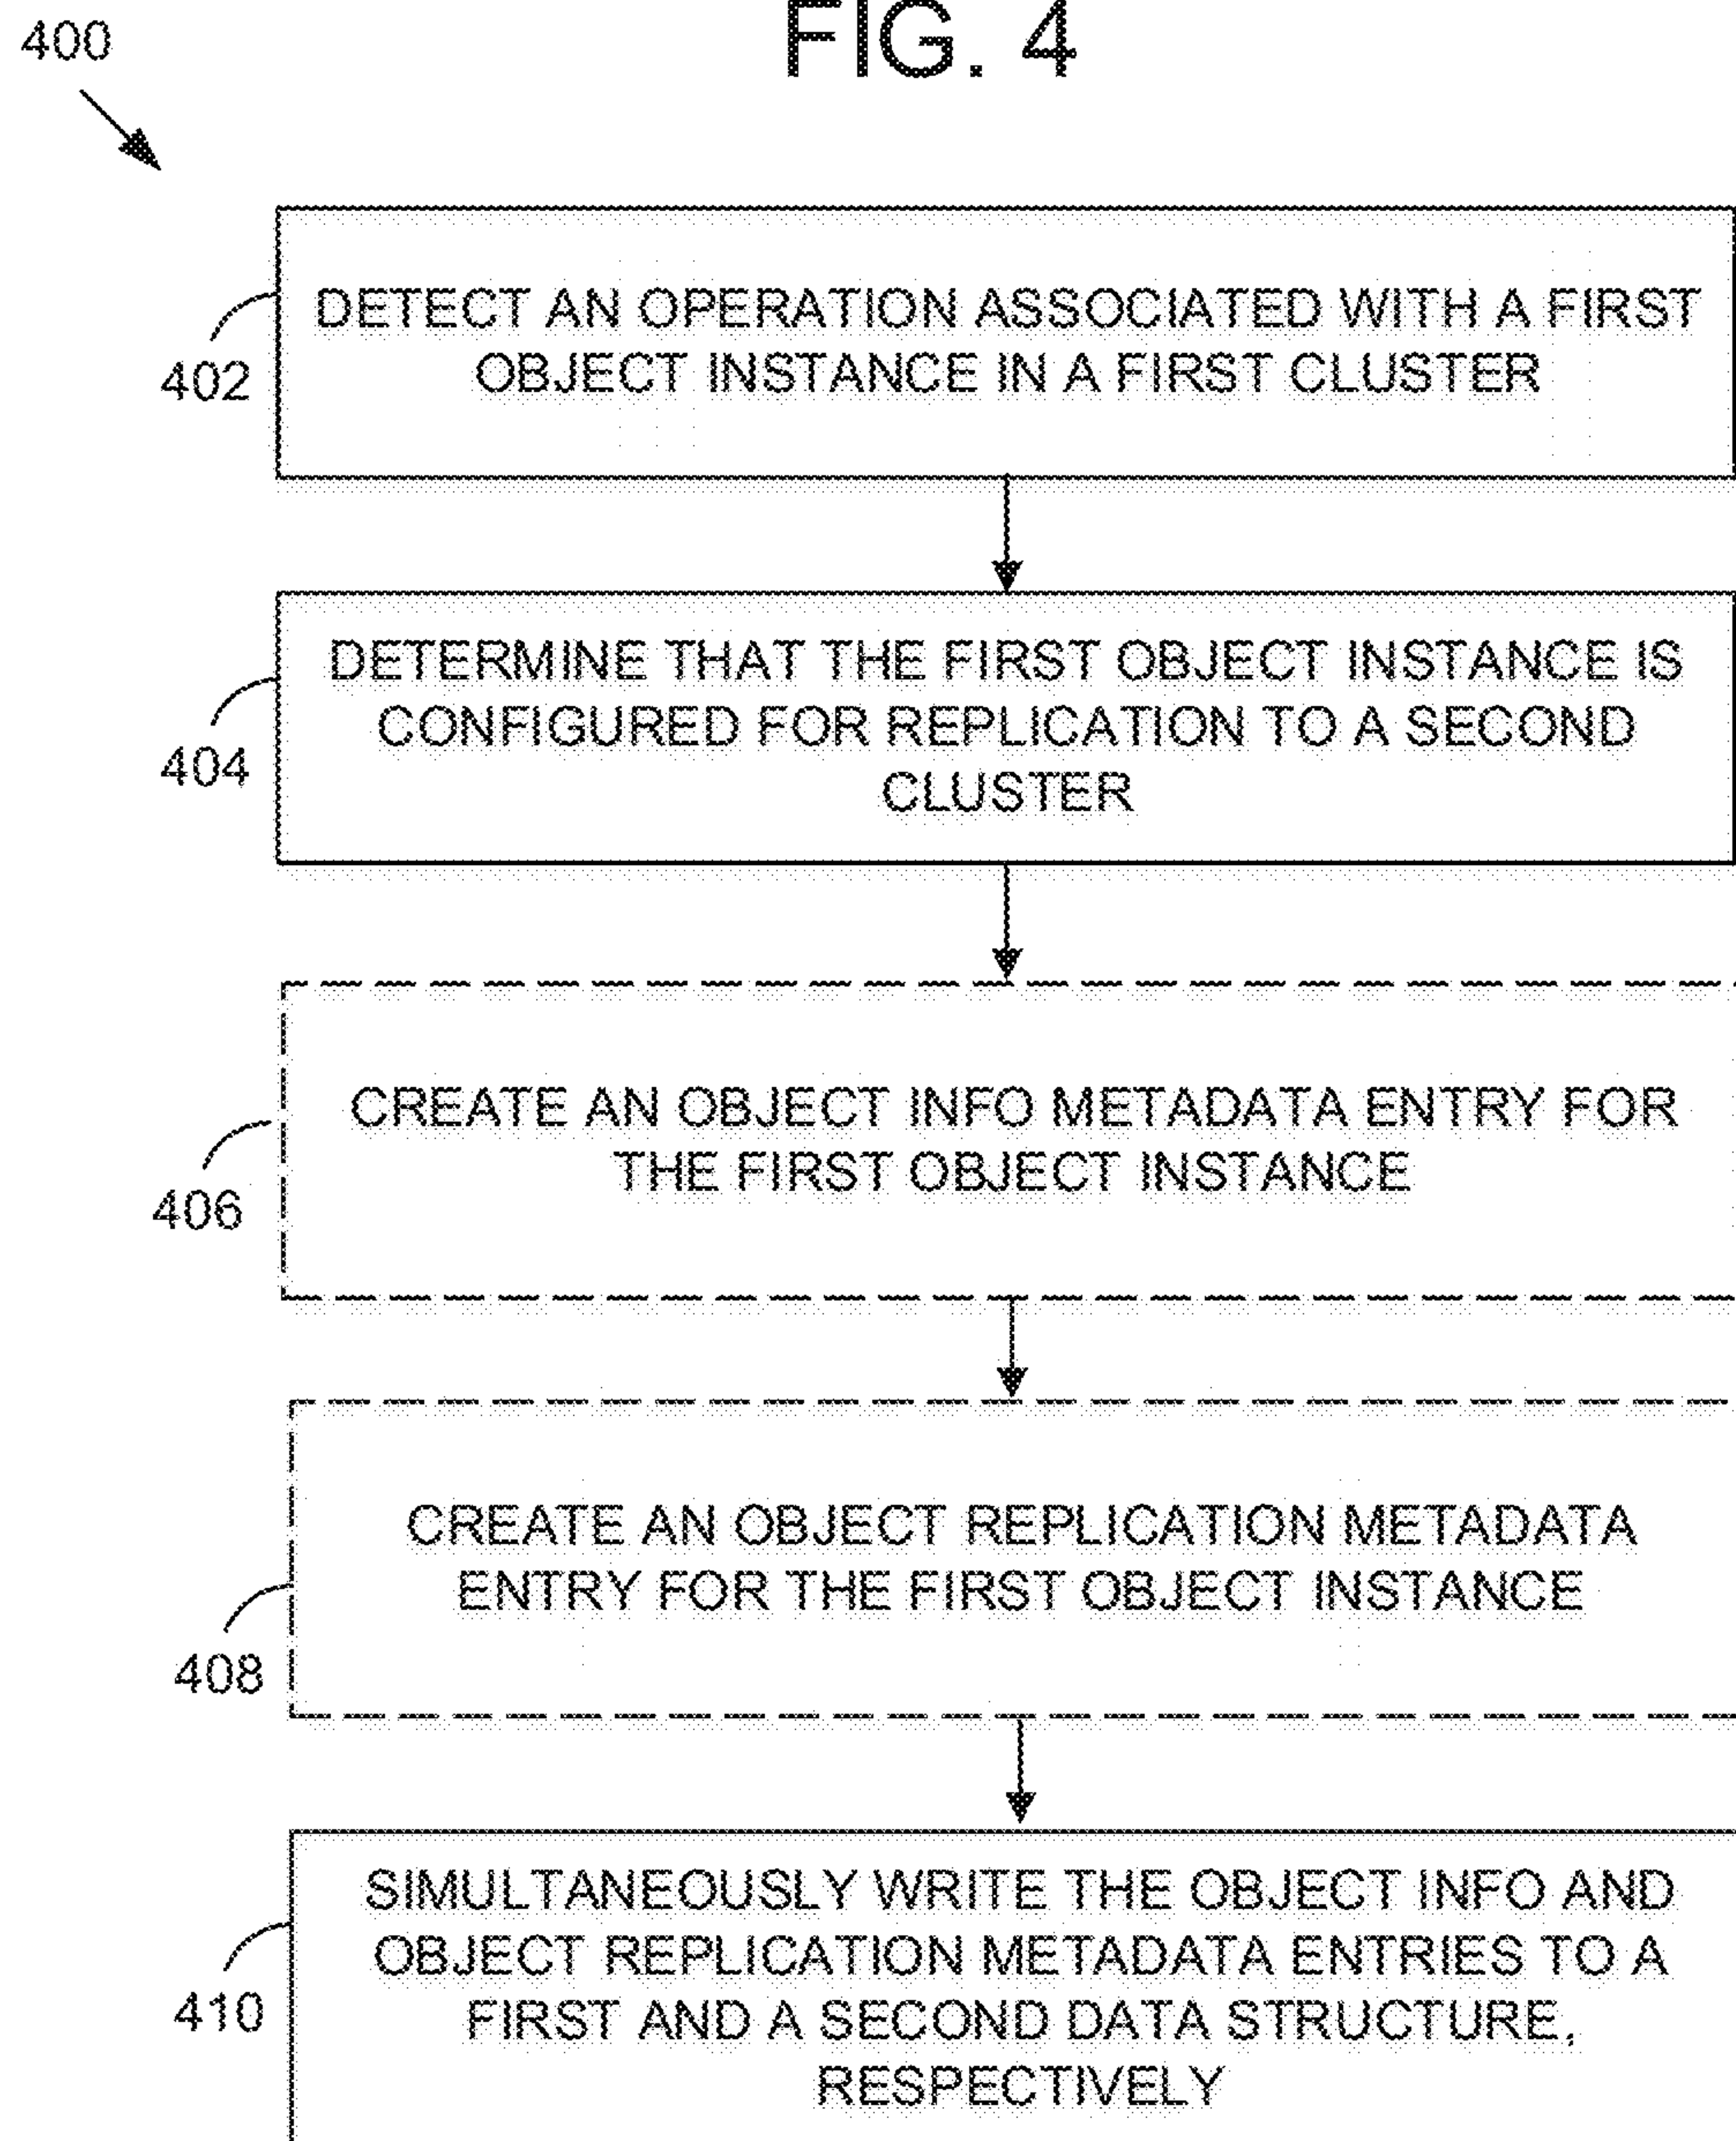 FIG. 4
400
DETECT AN OPERATION ASSOCIATED WITH A FIRST
OBJECT INSTANCE IN A FIRST CLUSTER
402
DETERMINE THAT THE FIRST OBJECT INSTANCE IS
CONFIGURED FOR REPLICATION TO A SECOND
CLUSTER
404
CREATE AN OBJECT INFO METADATA ENTRY FOR
THE FIRST OBJECT INSTANCE
406
CREATE AN OBJECT REPLICATION METADATA
ENTRY FOR THE FIRST OBJECT INSTANCE
408
SIMULTANEOUSLY WRITE THE OBJECT INFO AND
OBJECT REPLICATION METADATA ENTRIES TO A
FIRST AND A SECOND DATA STRUCTURE,
RESPECTIVELY
410